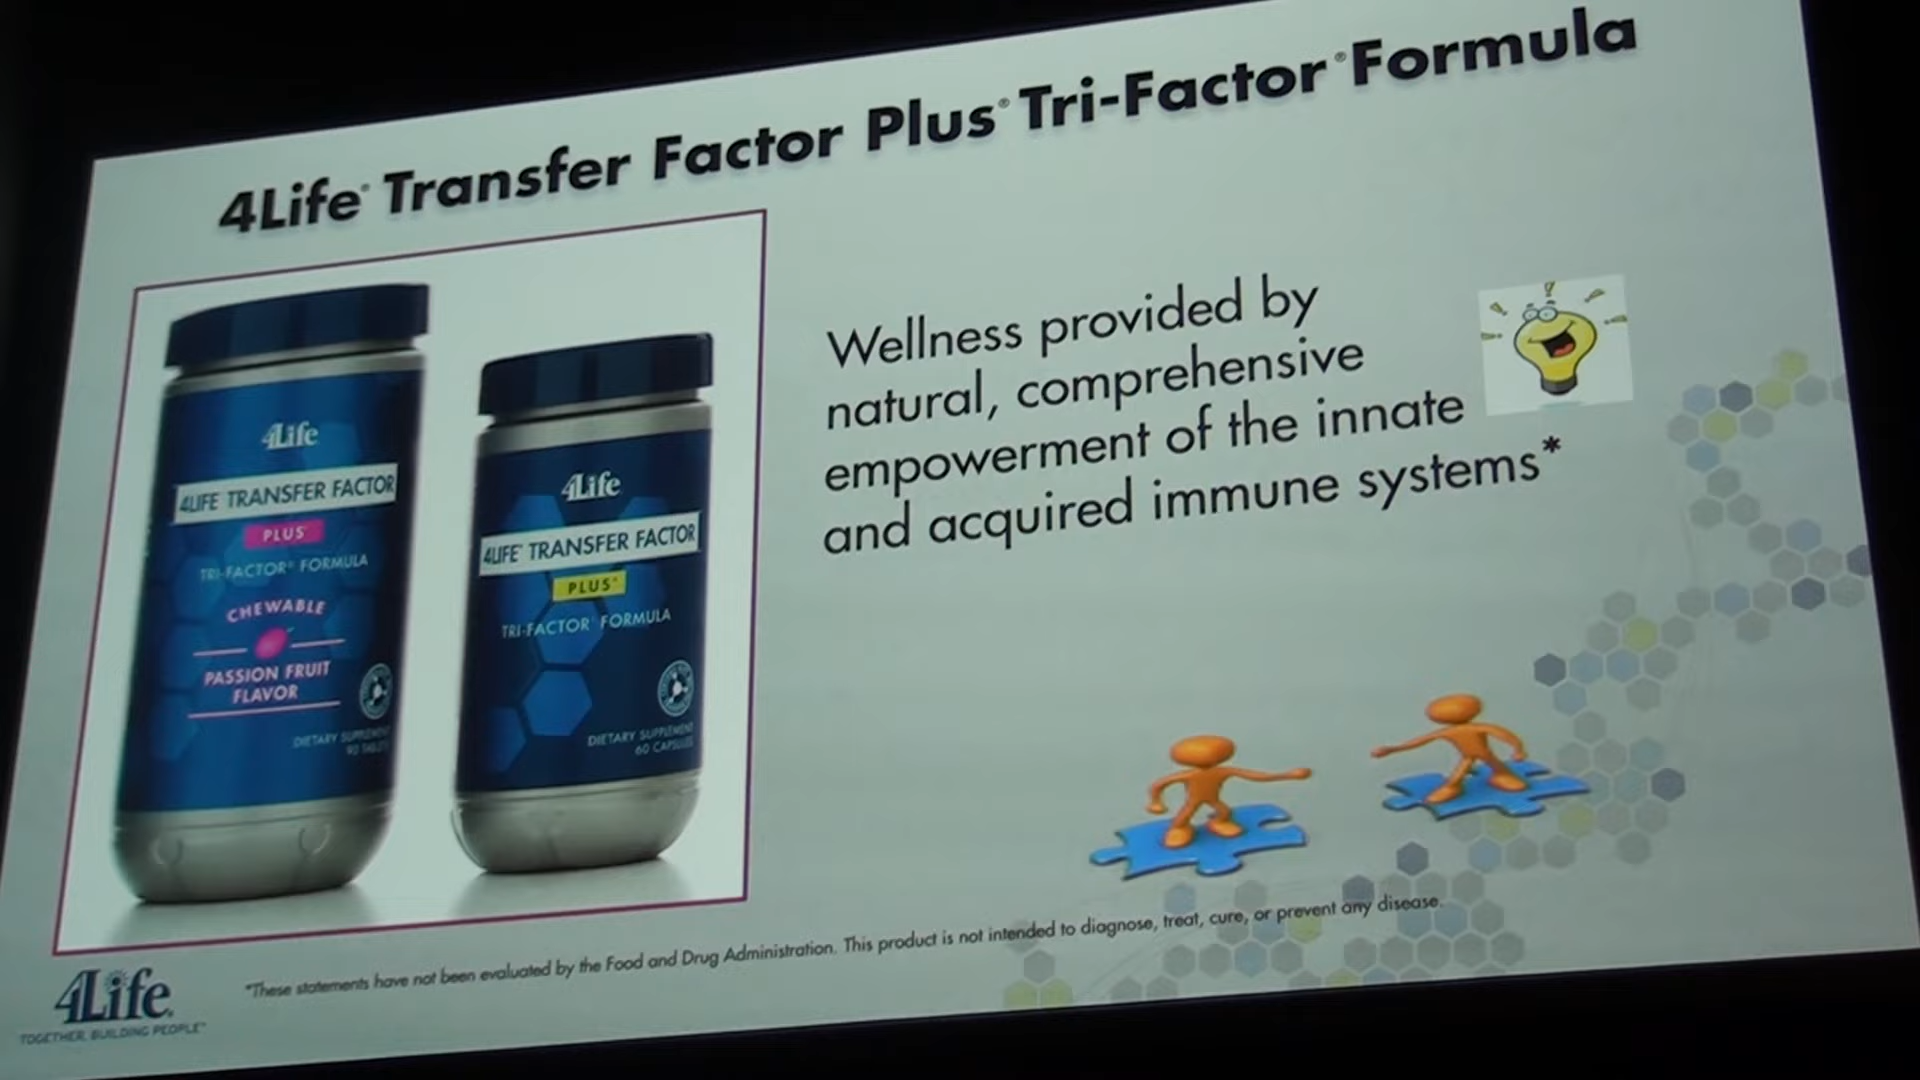 4Life® Transfer Factor Plus® Tri-Factor® Formula
4Life
4LIFE TRANSFER FACTOR
PLUS
TRI-FACTOR® FORMULA
CHEWABLE
PASSION FRUIT
FLAVOR
DIETARY SUPPLEMENT
90 TABLETS
4Life
4LIFE® TRANSFER FACTOR
PLUS®
TRI-FACTOR® FORMULA
DIETARY SUPPLEMENT
60 CAPSULES
Wellness provided by
natural, comprehensive
empowerment of the innate
and acquired immune systems*
4Life®
TOGETHER, BUILDING PEOPLE™
*These statements have not been evaluated by the Food and Drug Administration. This product is not intended to diagnose, treat, cure, or prevent any disease.